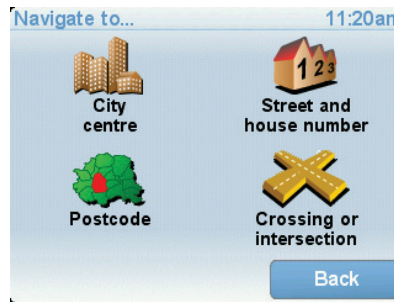 Navigate to... 11:20am
City
centre
1 2 3
Street and
house number
Postcode
Crossing or
intersection
Back